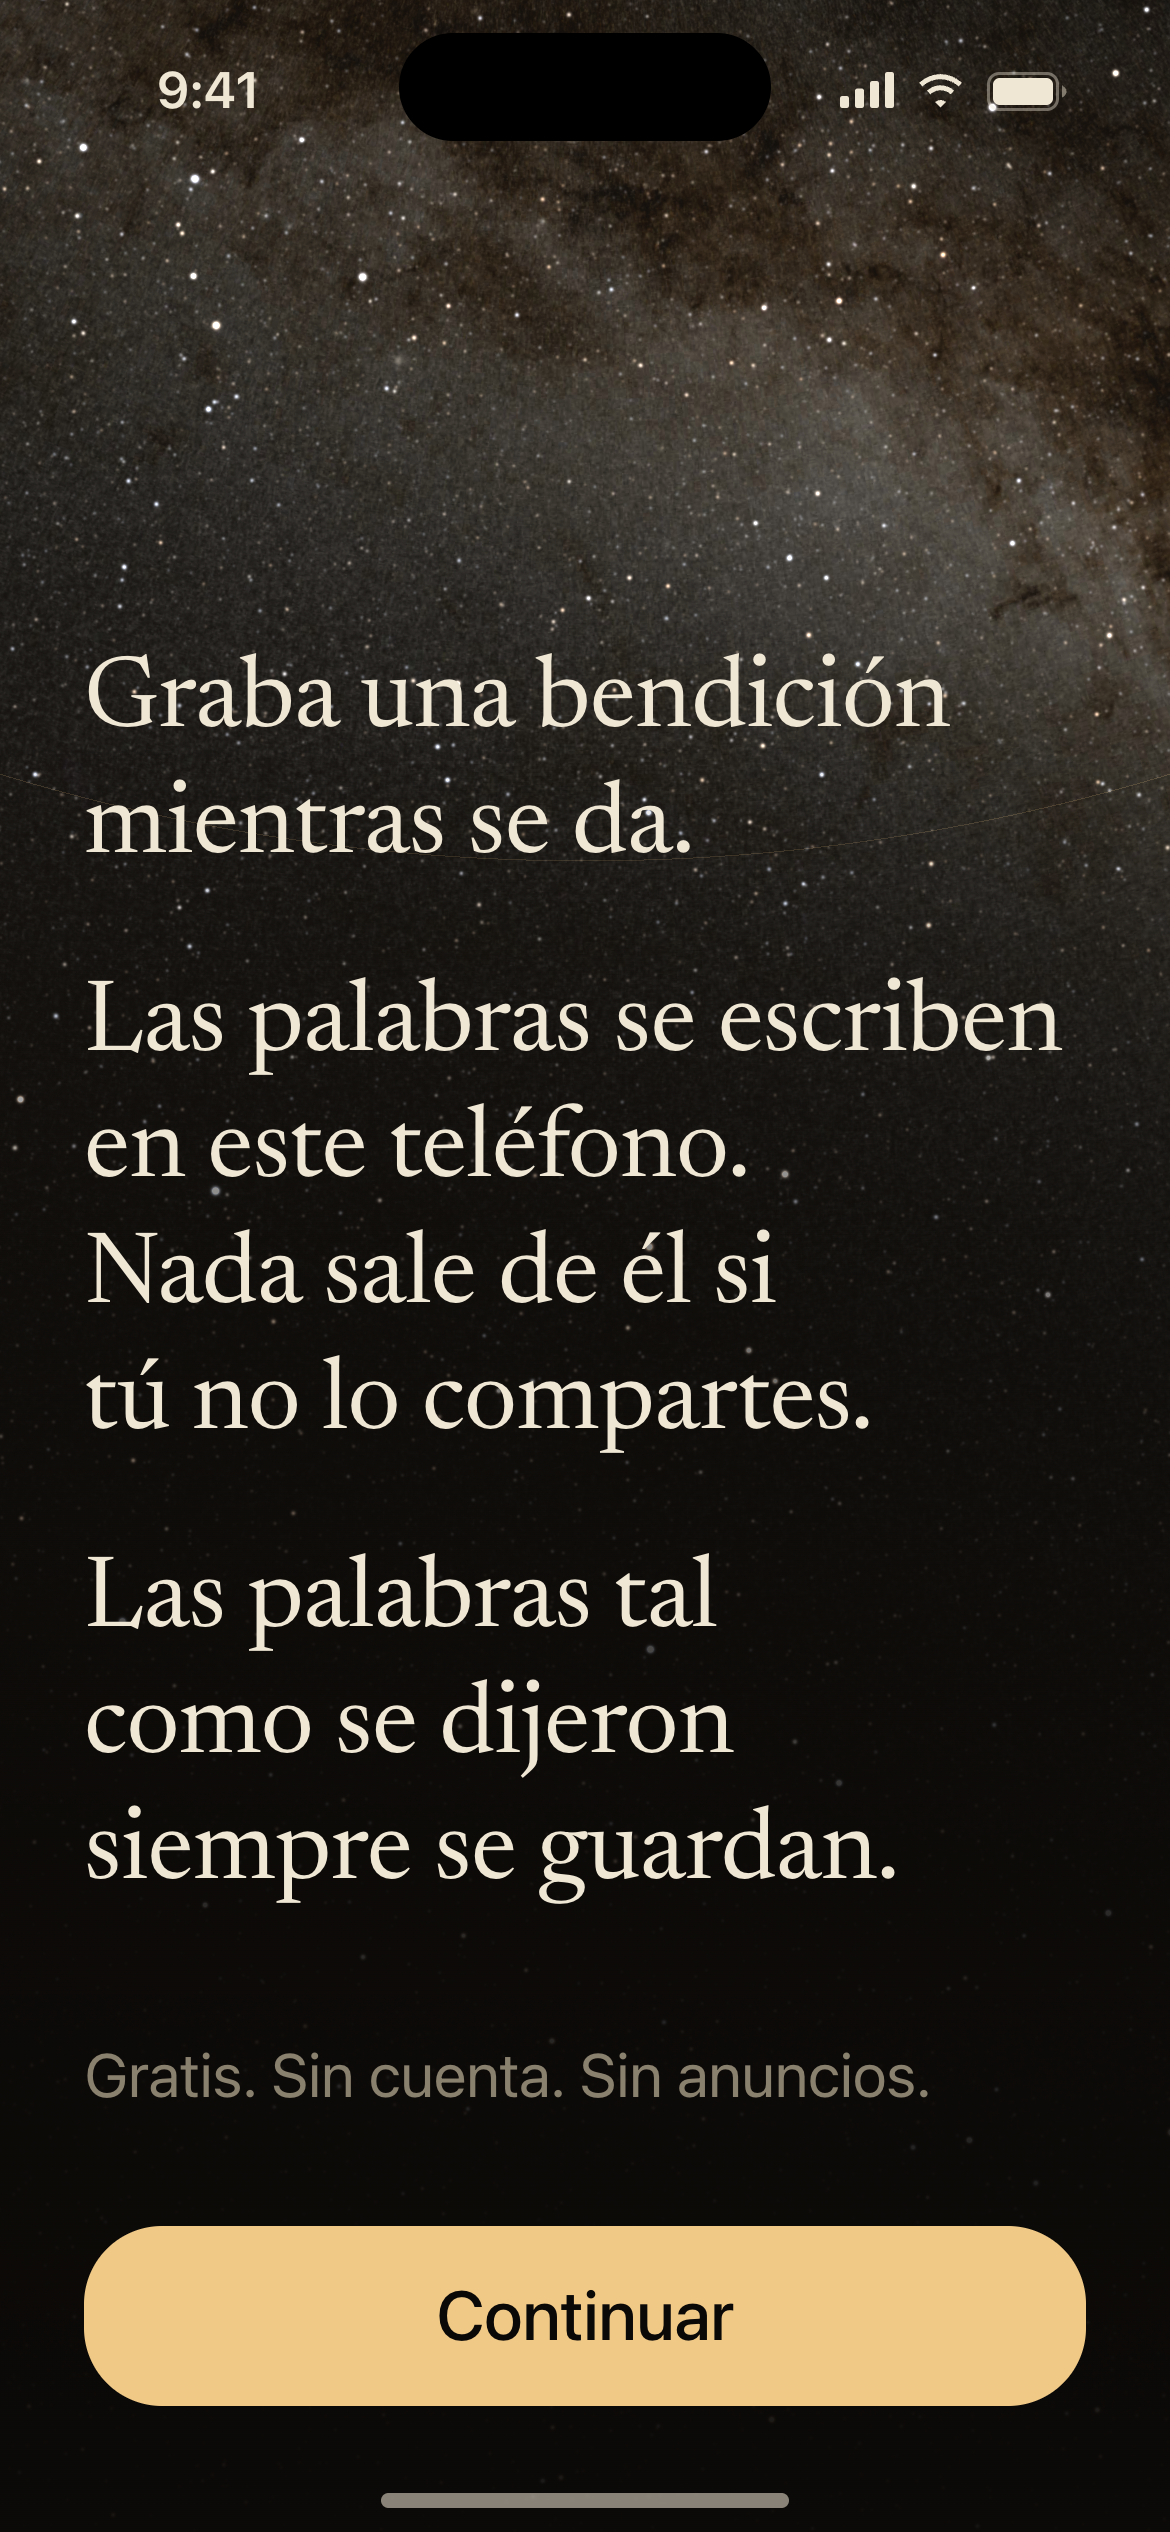 9:41
Graba una bendición
mientras se da.
Las palabras se escriben
en este teléfono.
Nada sale de él si
tú no lo compartes.
Las palabras tal
como se dijeron
siempre se guardan.
Gratis. Sin cuenta. Sin anuncios.
Continuar